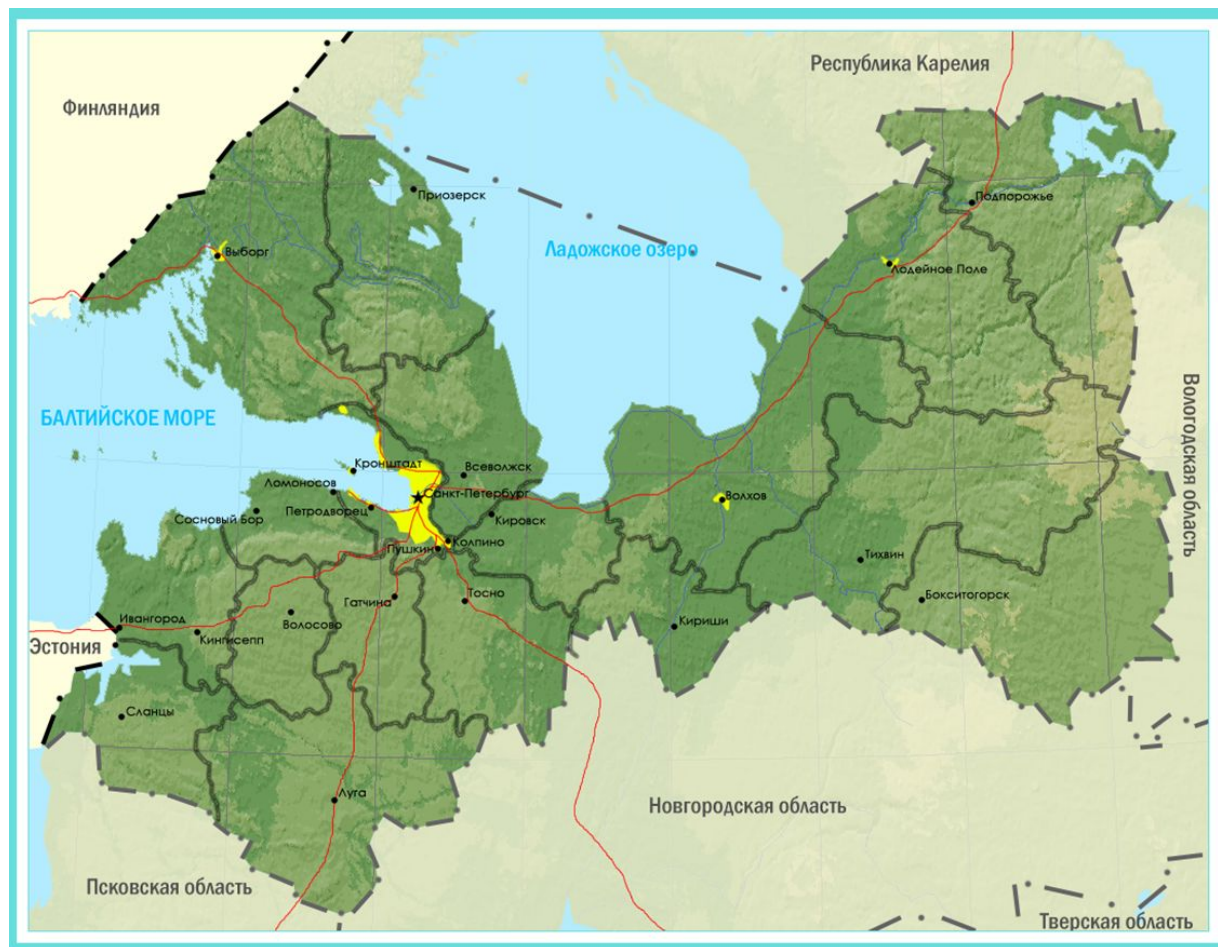 Республика Карелия
Финляндия
Приозерск
Подпорожье
Ладожское озеро
Выборг
Лодейное Поле
Вологодская область
БАЛТИЙСКОЕ МОРЕ
Кронштадт
Всеволжск
Ломоносов
Санкт-Петербург
Волхов
Петродворец
Сосновый Бор
Кировск
Колпино
Пушкин
Тихвин
Гатчина
Тосно
Бокситогорск
Ивангород
Волосово
Кириши
Кингисепп
Эстония
Сланцы
Луга
Новгородская область
Псковская область
Тверская область